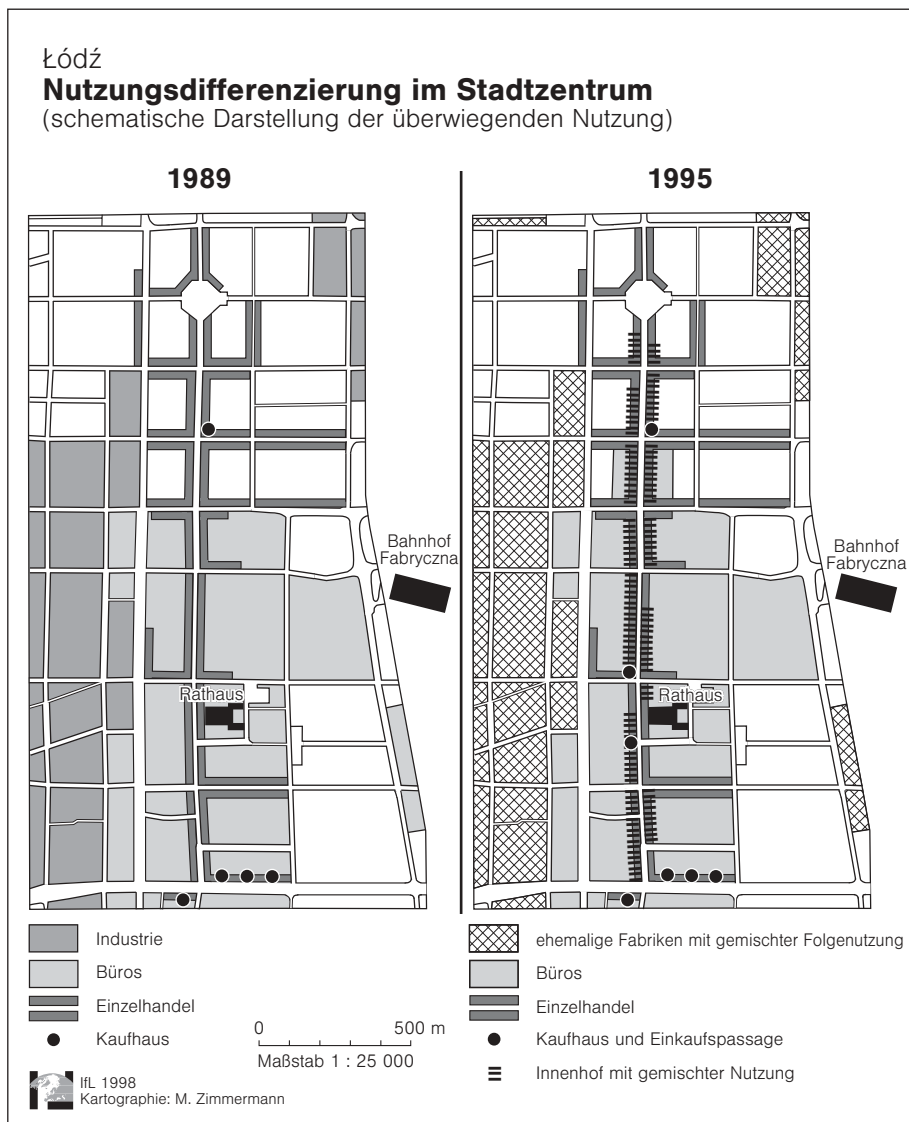 Łódź
Nutzungsdifferenzierung im Stadtzentrum
(schematische Darstellung der überwiegenden Nutzung)
1989
Bahnhof
Fabryczna
Rathaus
Industrie
Büros
Einzelhandel
Kaufhaus
0 500 m
Maßstab 1 : 25 000
IfL 1998
Kartographie: M. Zimmermann
1995
Bahnhof
Fabryczna
Rathaus
ehemalige Fabriken mit gemischter Folgenutzung
Büros
Einzelhandel
Kaufhaus und Einkaufspassage
Innenhof mit gemischter Nutzung